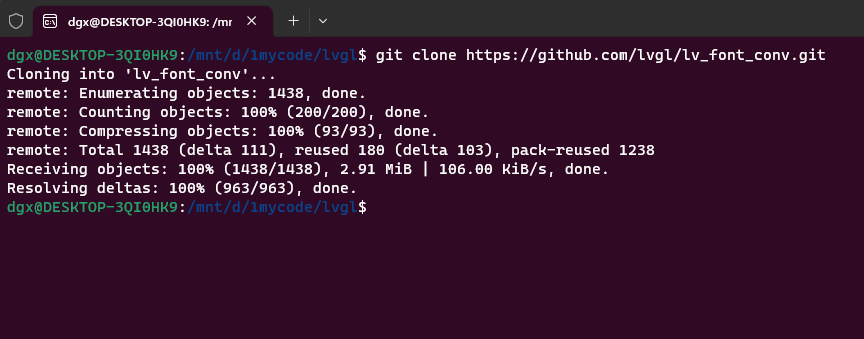 dgx@DESKTOP-3QI0HK9: /mnt
dgx@DESKTOP-3QI0HK9:/mnt/d/1mycode/lvgl$ git clone https://github.com/lvgl/lv_font_conv.git
Cloning into 'lv_font_conv'...
remote: Enumerating objects: 1438, done.
remote: Counting objects: 100% (200/200), done.
remote: Compressing objects: 100% (93/93), done.
remote: Total 1438 (delta 111), reused 180 (delta 103), pack-reused 1238
Receiving objects: 100% (1438/1438), 2.91 MiB | 106.00 KiB/s, done.
Resolving deltas: 100% (963/963), done.
dgx@DESKTOP-3QI0HK9:/mnt/d/1mycode/lvgl$